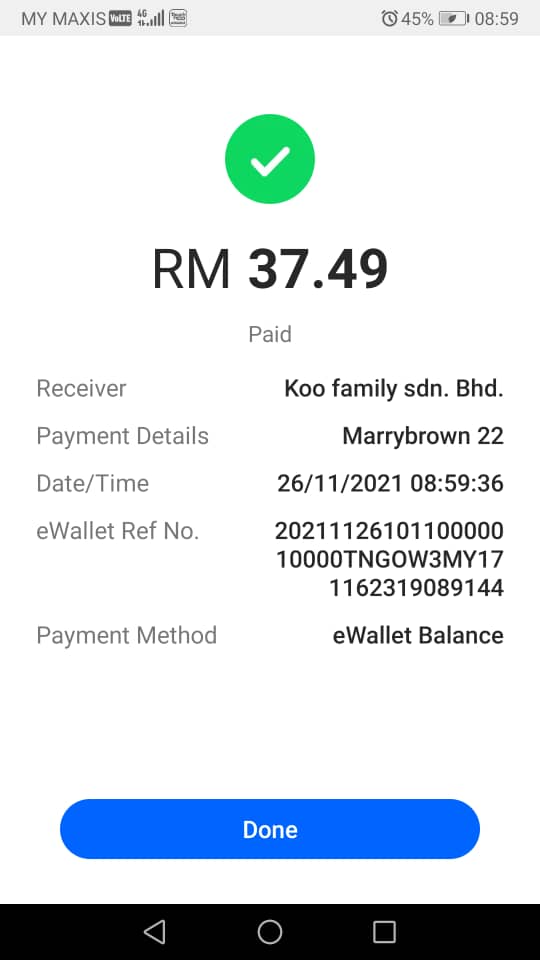 MY MAXIS VoLTE 4G 45% 08:59
RM 37.49
Paid
Receiver Koo family sdn. Bhd.
Payment Details Marrybrown 22
Date/Time 26/11/2021 08:59:36
eWallet Ref No. 20211126101100000
10000TNGOW3MY17
1162319089144
Payment Method eWallet Balance
Done